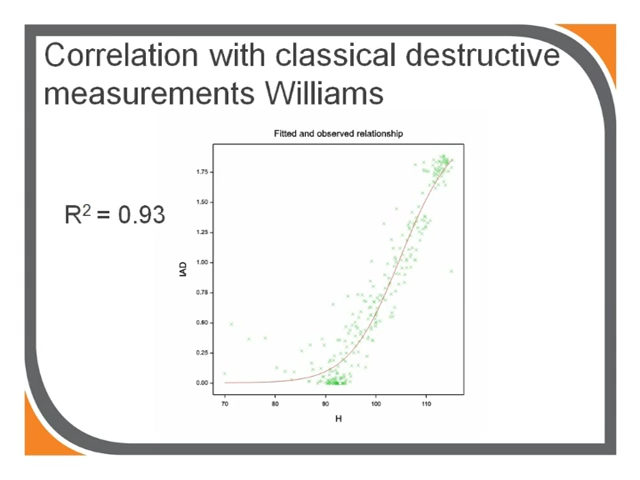 Correlation with classical destructive
measurements Williams
Fitted and observed relationship
R² = 0.93
IAD
1.75
1.50
1.25
1.00
0.75
0.50
0.25
0.00
70 80 90 100 110
H